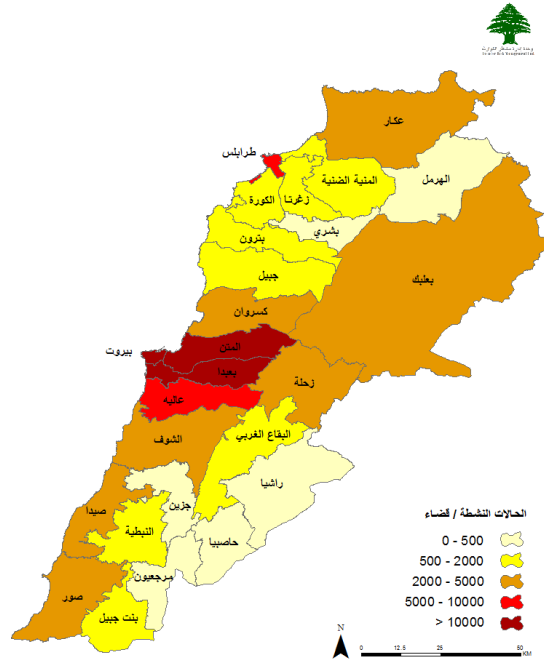 عكار
طرابلس
الهرمل
المنية الضنية
زغرتا
الكورة
بشري
بترون
جبيل
بعلبك
كسروان
المتن
بيروت
بعبدا
زحلة
عاليه
الشوف
البقاع الغربي
راشيا
جزين
صيدا
النبطية
حاصبيا
مرجعيون
صور
بنت جبيل
الحالات النشطة / قضاء
0 - 500
500 - 2000
2000 - 5000
5000 - 10000
> 10000
N
0 12.5 25 50
KM